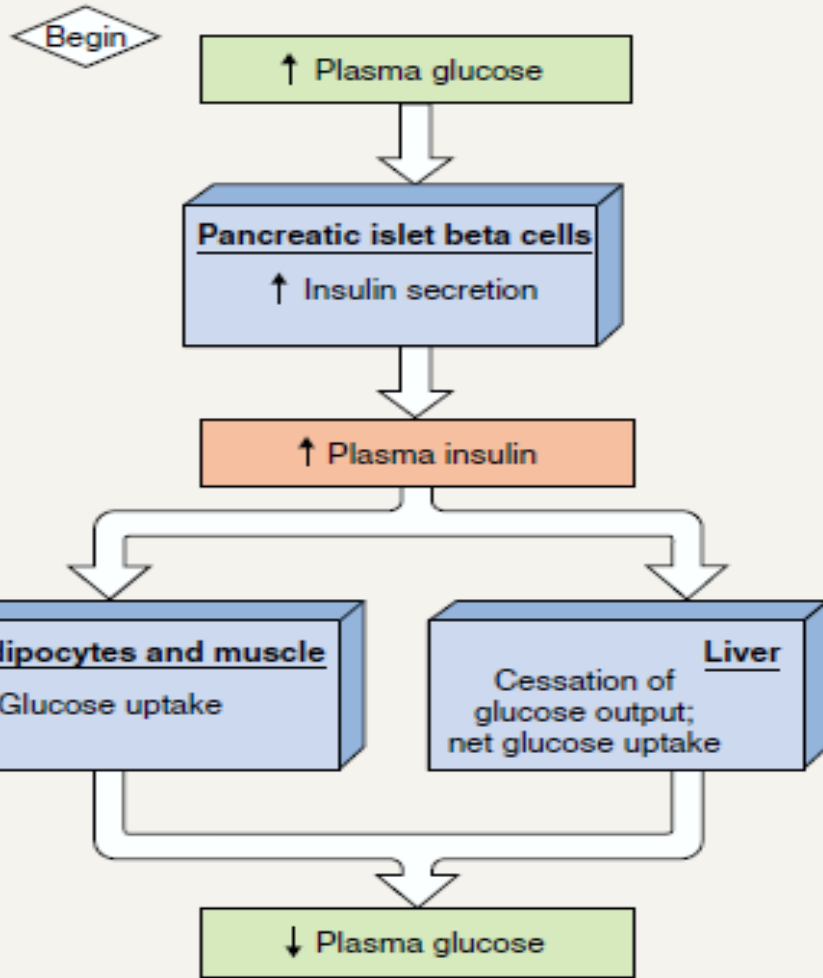 Begin
↑ Plasma glucose
Pancreatic islet beta cells
↑ Insulin secretion
↑ Plasma insulin
dipocytes and muscle
Glucose uptake
Liver
Cessation of
glucose output;
net glucose uptake
↓ Plasma glucose